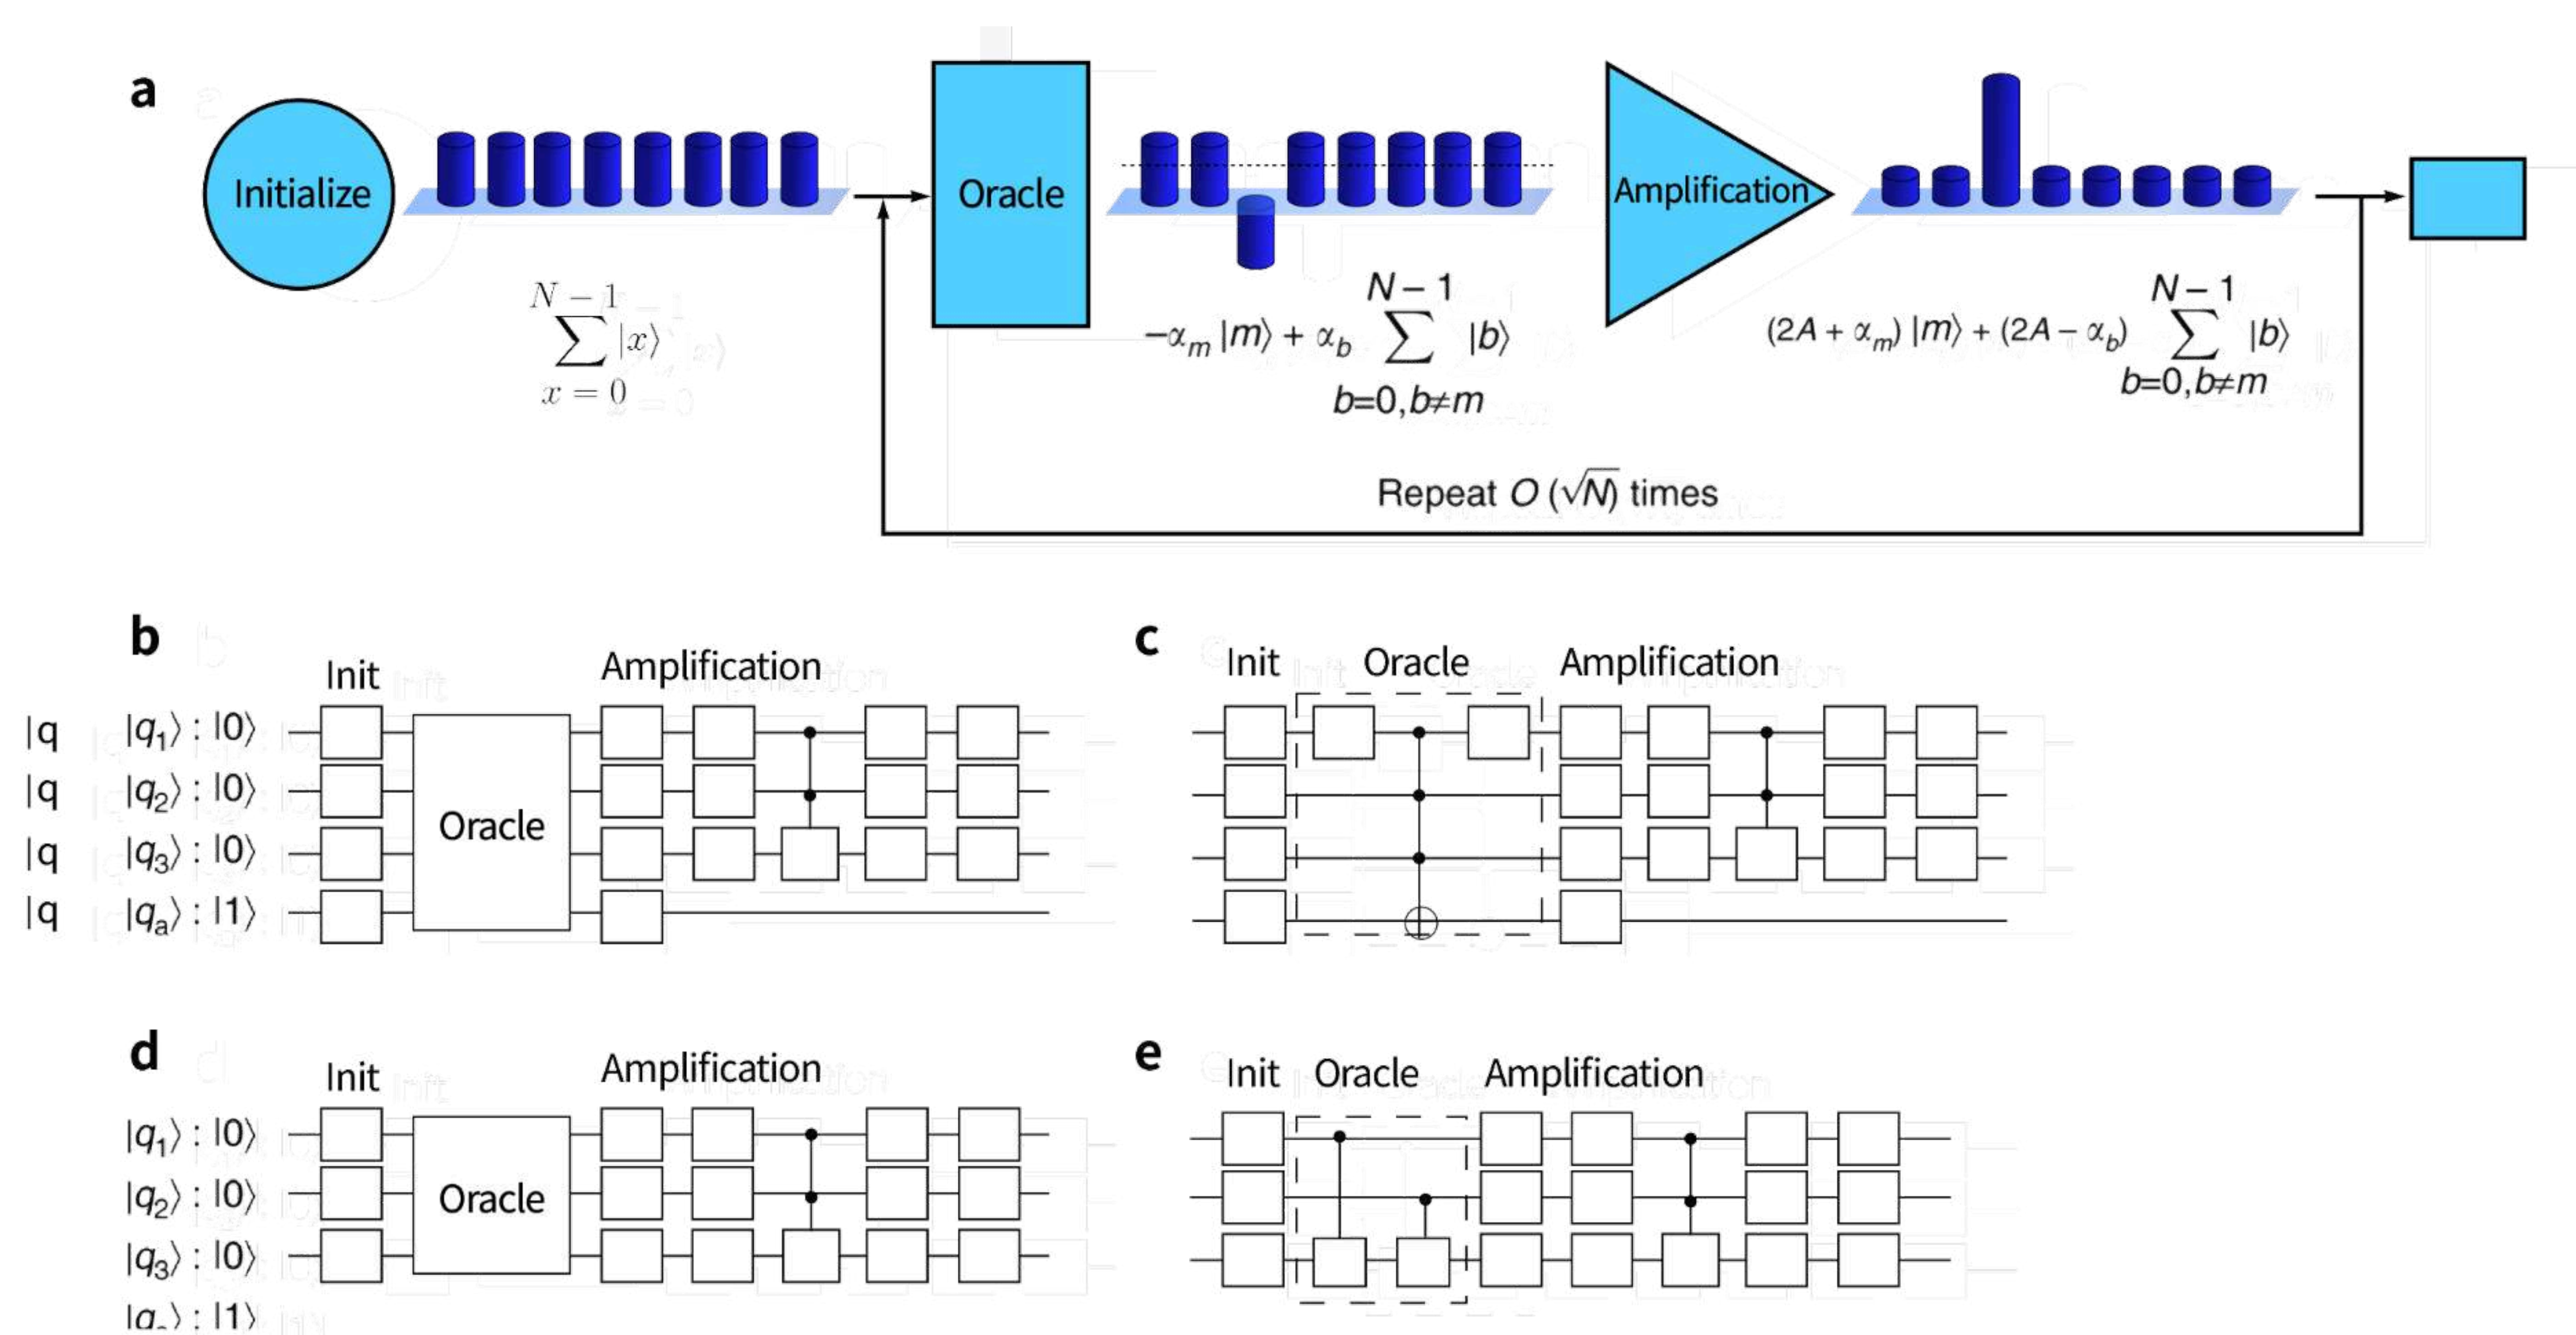 a
Initialize
Oracle
Amplification
N − 1
∑ |x⟩
x = 0
N − 1
−αₘ |m⟩ + α_b ∑ |b⟩
b=0,b≠m
N − 1
(2A + αₘ) |m⟩ + (2A − α_b) ∑ |b⟩
b=0,b≠m
Repeat O (√N) times
b
Init
Amplification
|q |q₁⟩ : |0⟩
|q |q₂⟩ : |0⟩
|q |q₃⟩ : |0⟩
|q |qₐ⟩ : |1⟩
Oracle
c
Init Oracle Amplification
d
Init
Amplification
|q₁⟩ : |0⟩
|q₂⟩ : |0⟩
|q₃⟩ : |0⟩
Oracle
e
Init Oracle Amplification